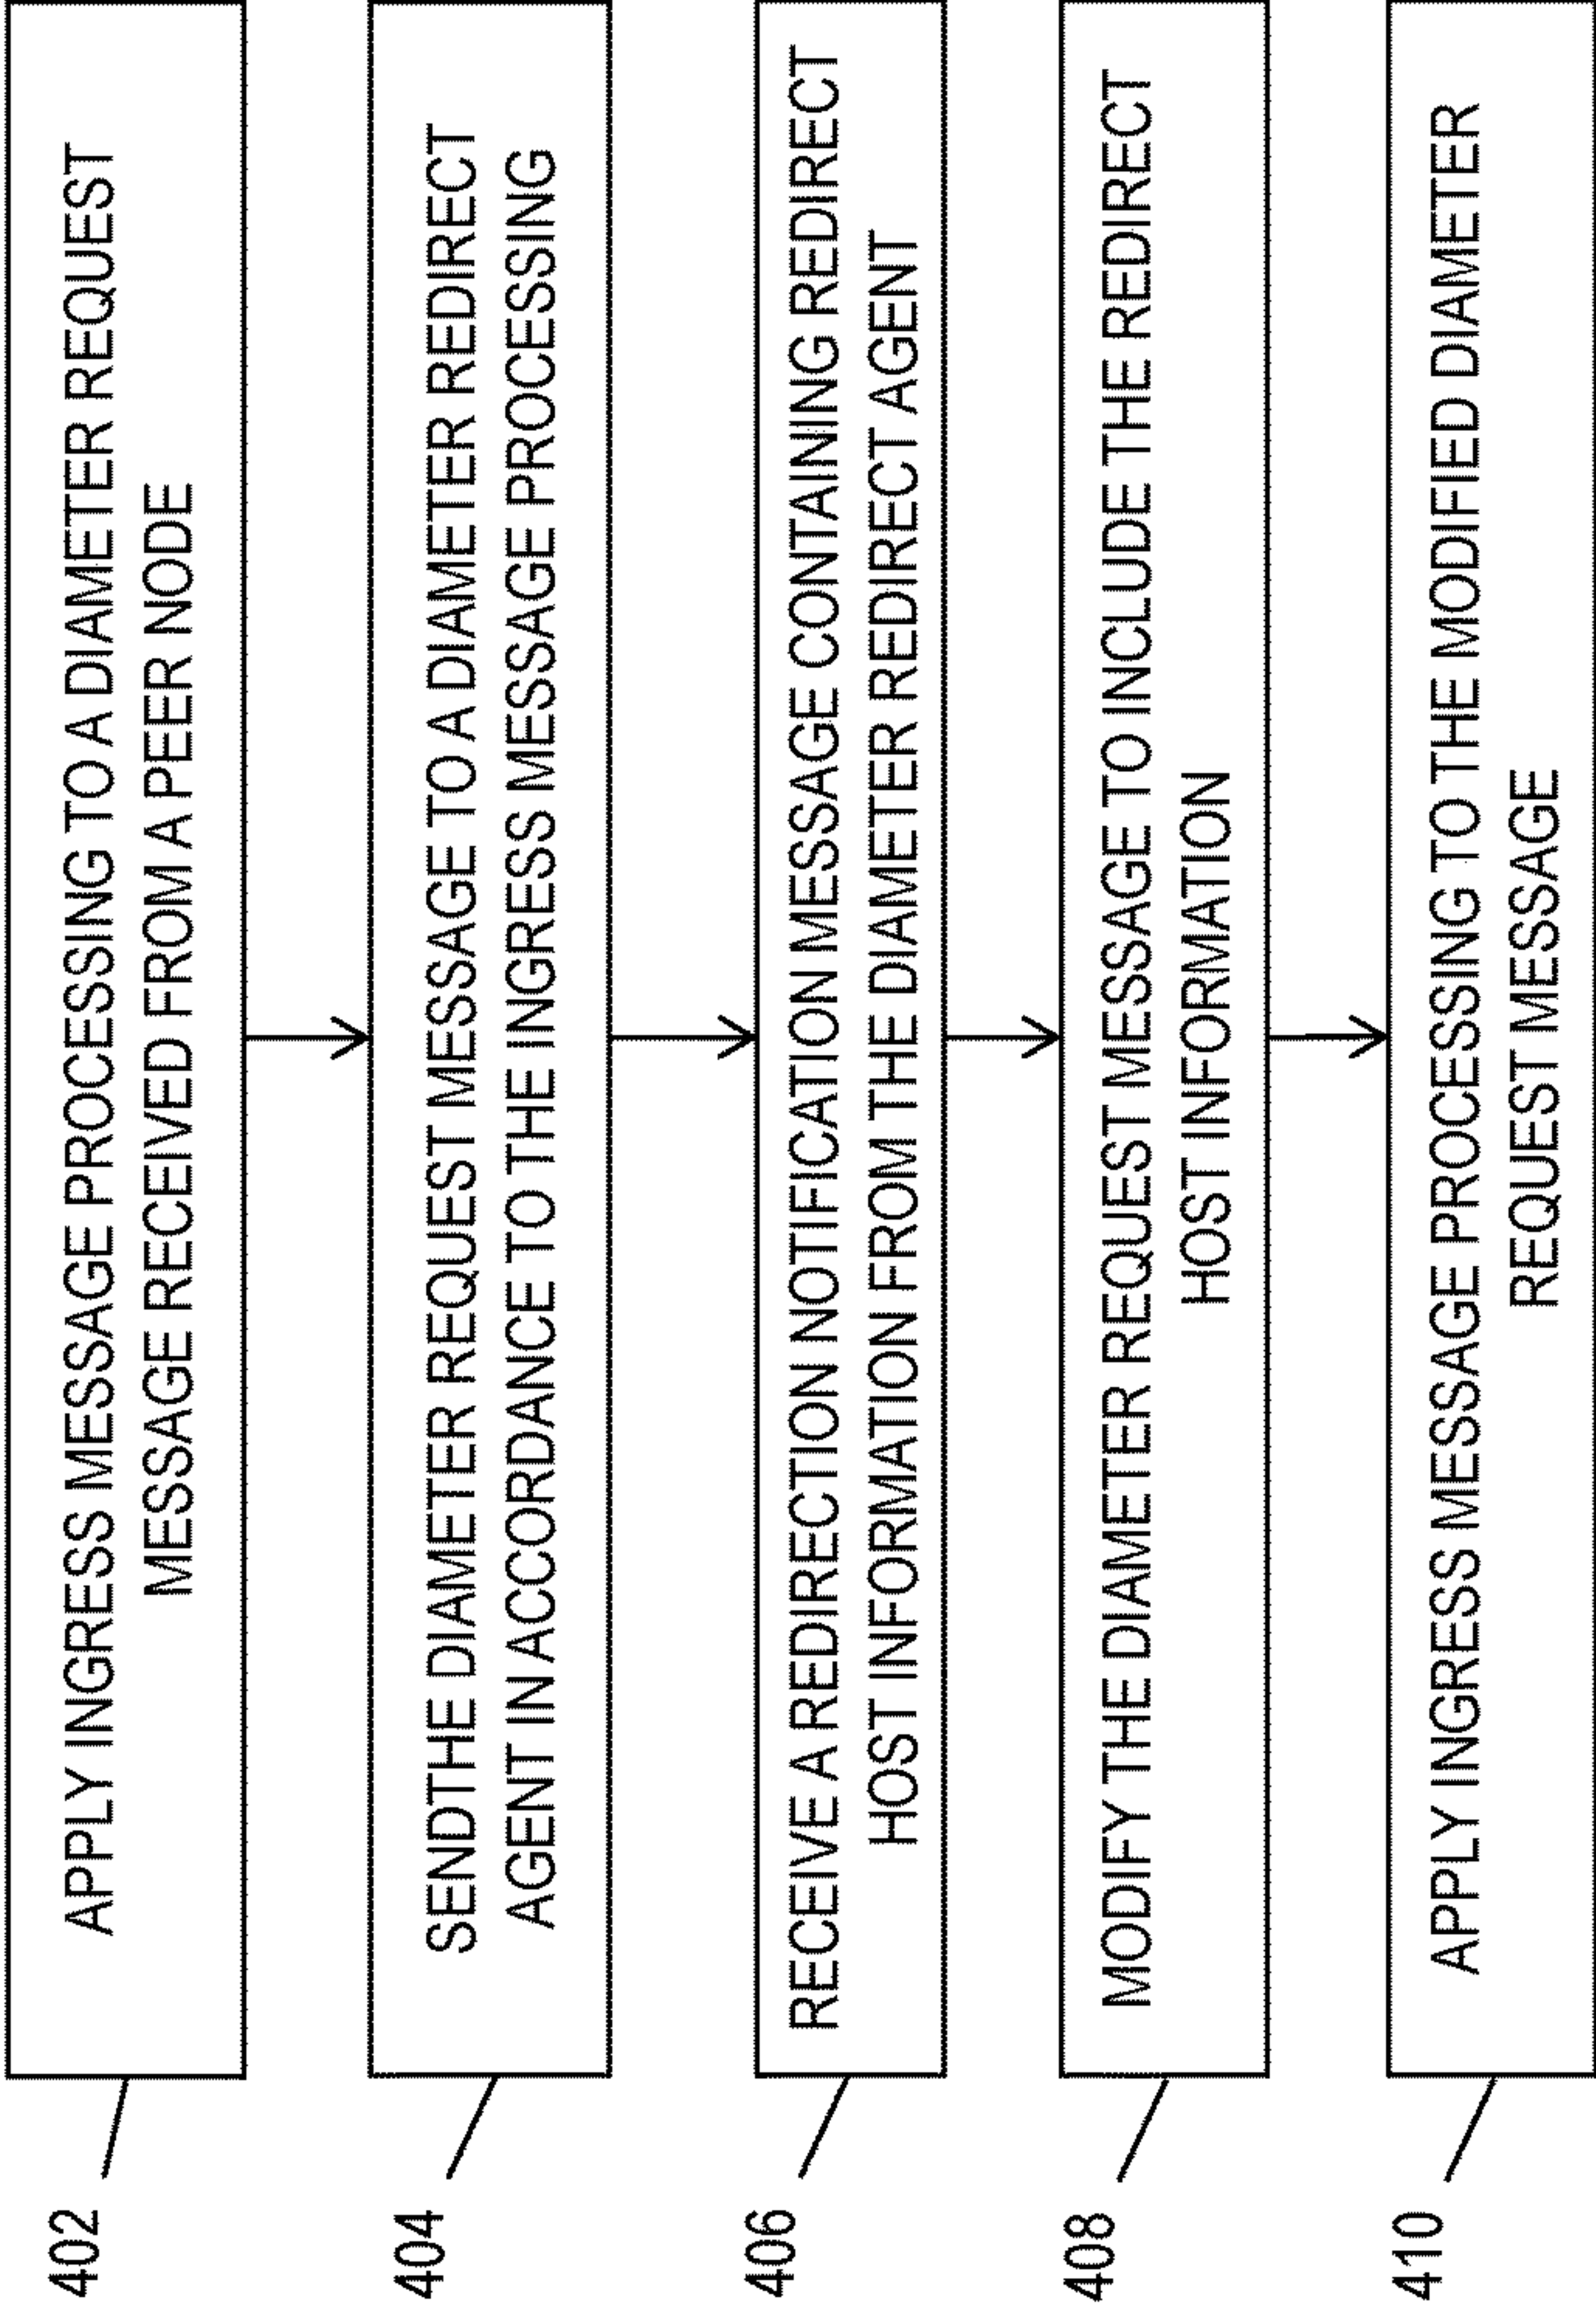 402
APPLY INGRESS MESSAGE PROCESSING TO A DIAMETER REQUEST
MESSAGE RECEIVED FROM A PEER NODE
404
SENDTHE DIAMETER REQUEST MESSAGE TO A DIAMETER REDIRECT
AGENT IN ACCORDANCE TO THE INGRESS MESSAGE PROCESSING
406
RECEIVE A REDIRECTION NOTIFICATION MESSAGE CONTAINING REDIRECT
HOST INFORMATION FROM THE DIAMETER REDIRECT AGENT
408
MODIFY THE DIAMETER REQUEST MESSAGE TO INCLUDE THE REDIRECT
HOST INFORMATION
410
APPLY INGRESS MESSAGE PROCESSING TO THE MODIFIED DIAMETER
REQUEST MESSAGE